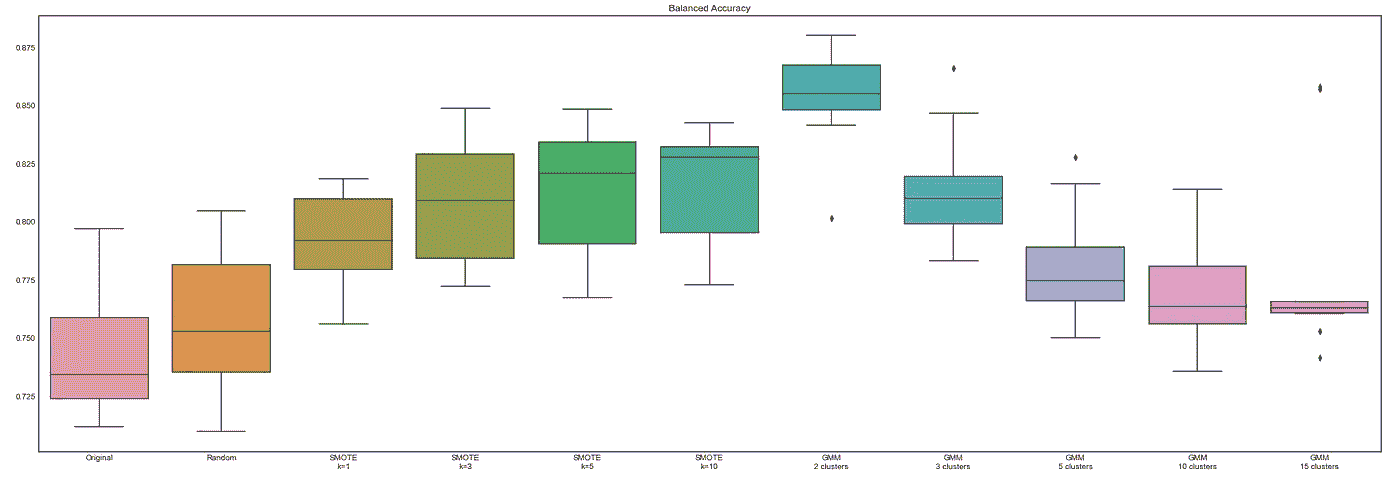 Balanced Accuracy
0.875
0.850
0.825
0.800
0.775
0.750
0.725
Original Random SMOTE SMOTE SMOTE SMOTE GMM GMM GMM GMM GMM
k=1 k=3 k=5 k=10 2 clusters 3 clusters 5 clusters 10 clusters 15 clusters